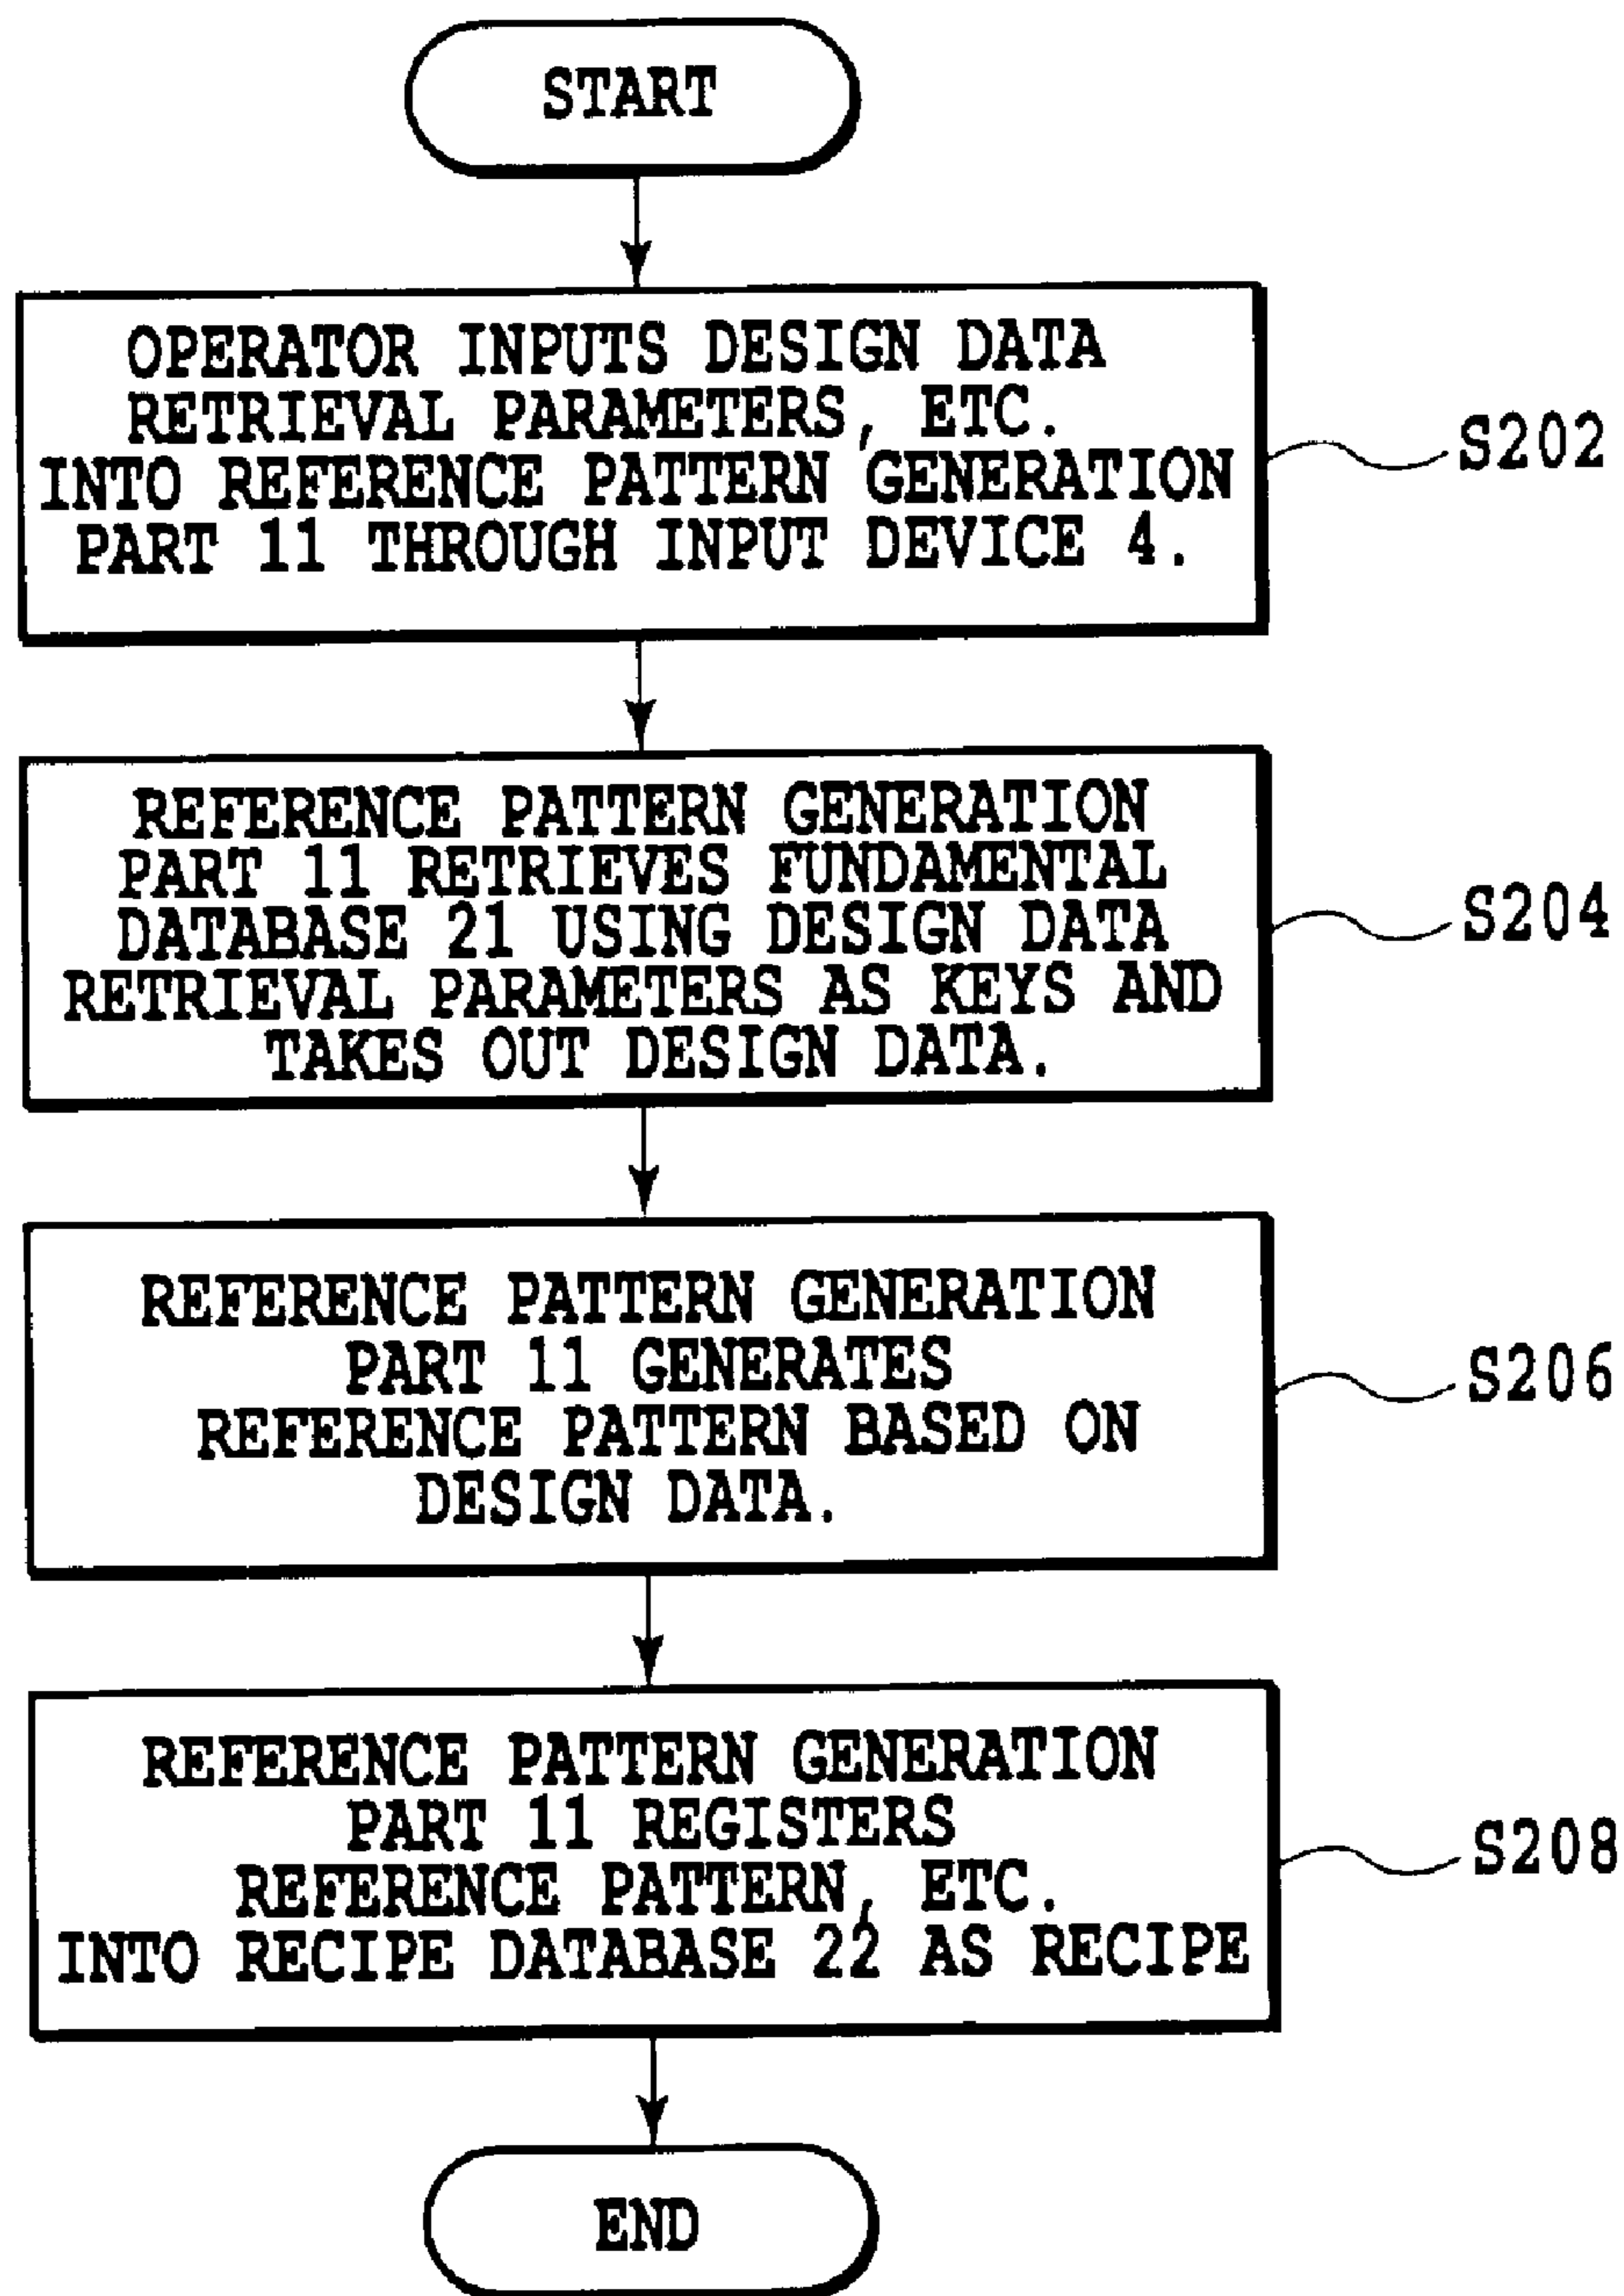 START
OPERATOR INPUTS DESIGN DATA
RETRIEVAL PARAMETERS, ETC.
INTO REFERENCE PATTERN GENERATION
PART 11 THROUGH INPUT DEVICE 4.
S202
REFERENCE PATTERN GENERATION
PART 11 RETRIEVES FUNDAMENTAL
DATABASE 21 USING DESIGN DATA
RETRIEVAL PARAMETERS AS KEYS AND
TAKES OUT DESIGN DATA.
S204
REFERENCE PATTERN GENERATION
PART 11 GENERATES
REFERENCE PATTERN BASED ON
DESIGN DATA.
S206
REFERENCE PATTERN GENERATION
PART 11 REGISTERS
REFERENCE PATTERN, ETC.
INTO RECIPE DATABASE 22 AS RECIPE
S208
END